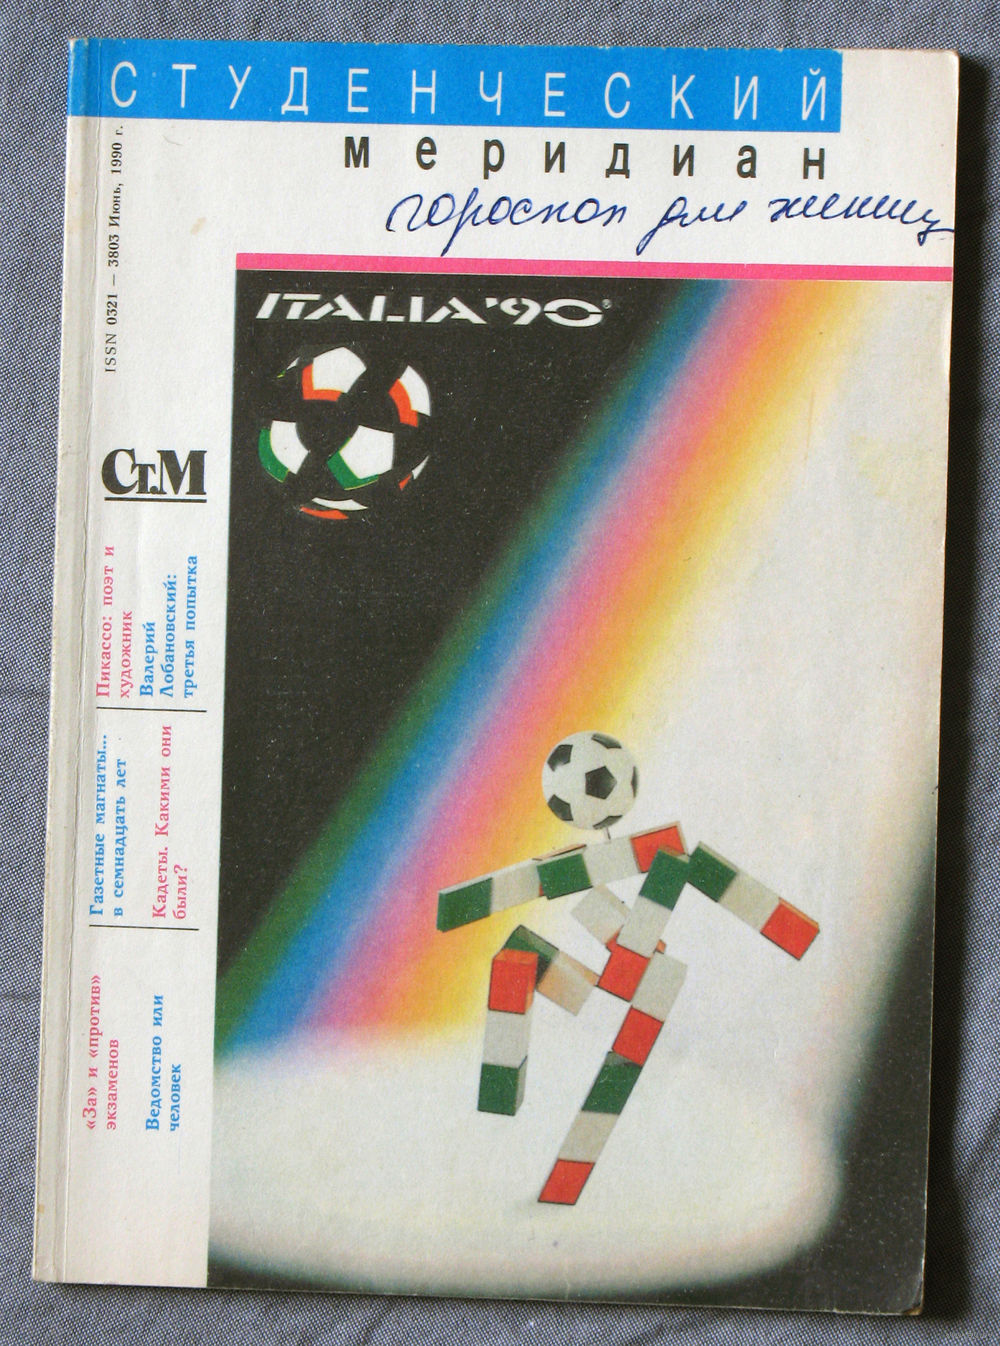 СТУДЕНЧЕСКИЙ
меридиан
гороскоп для женщин
ISSN 0321 — 3803 Июнь, 1990 г.
ITALIA'90®
Ст.М
Пикассо: поэт и
художник
Валерий
Лобановский:
третья попытка
Газетные магнаты...
в семнадцать лет
Кадеты. Какими они
были?
«За» и «против»
экзаменов
Ведомство или
человек